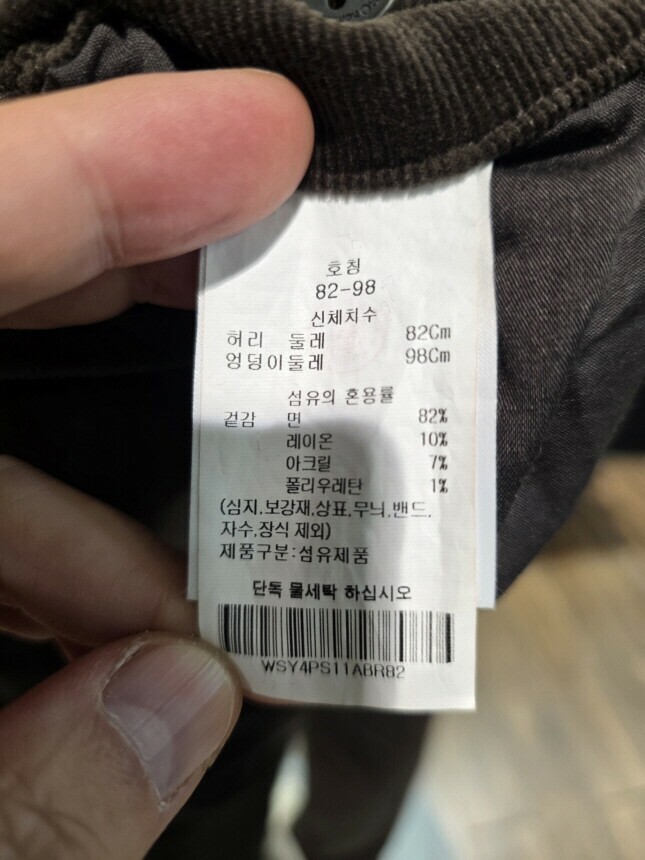 호칭
82-98
신체치수
허리 둘레 82Cm
엉덩이둘레 98Cm
섬유의 혼용률
겉감 면 82%
레이온 10%
아크릴 7%
폴리우레탄 1%
(심지,보강재,상표,무늬,밴드,
자수,장식 제외)
제품구분:섬유제품
단독 물세탁 하십시오
WSY4PS11ABR82